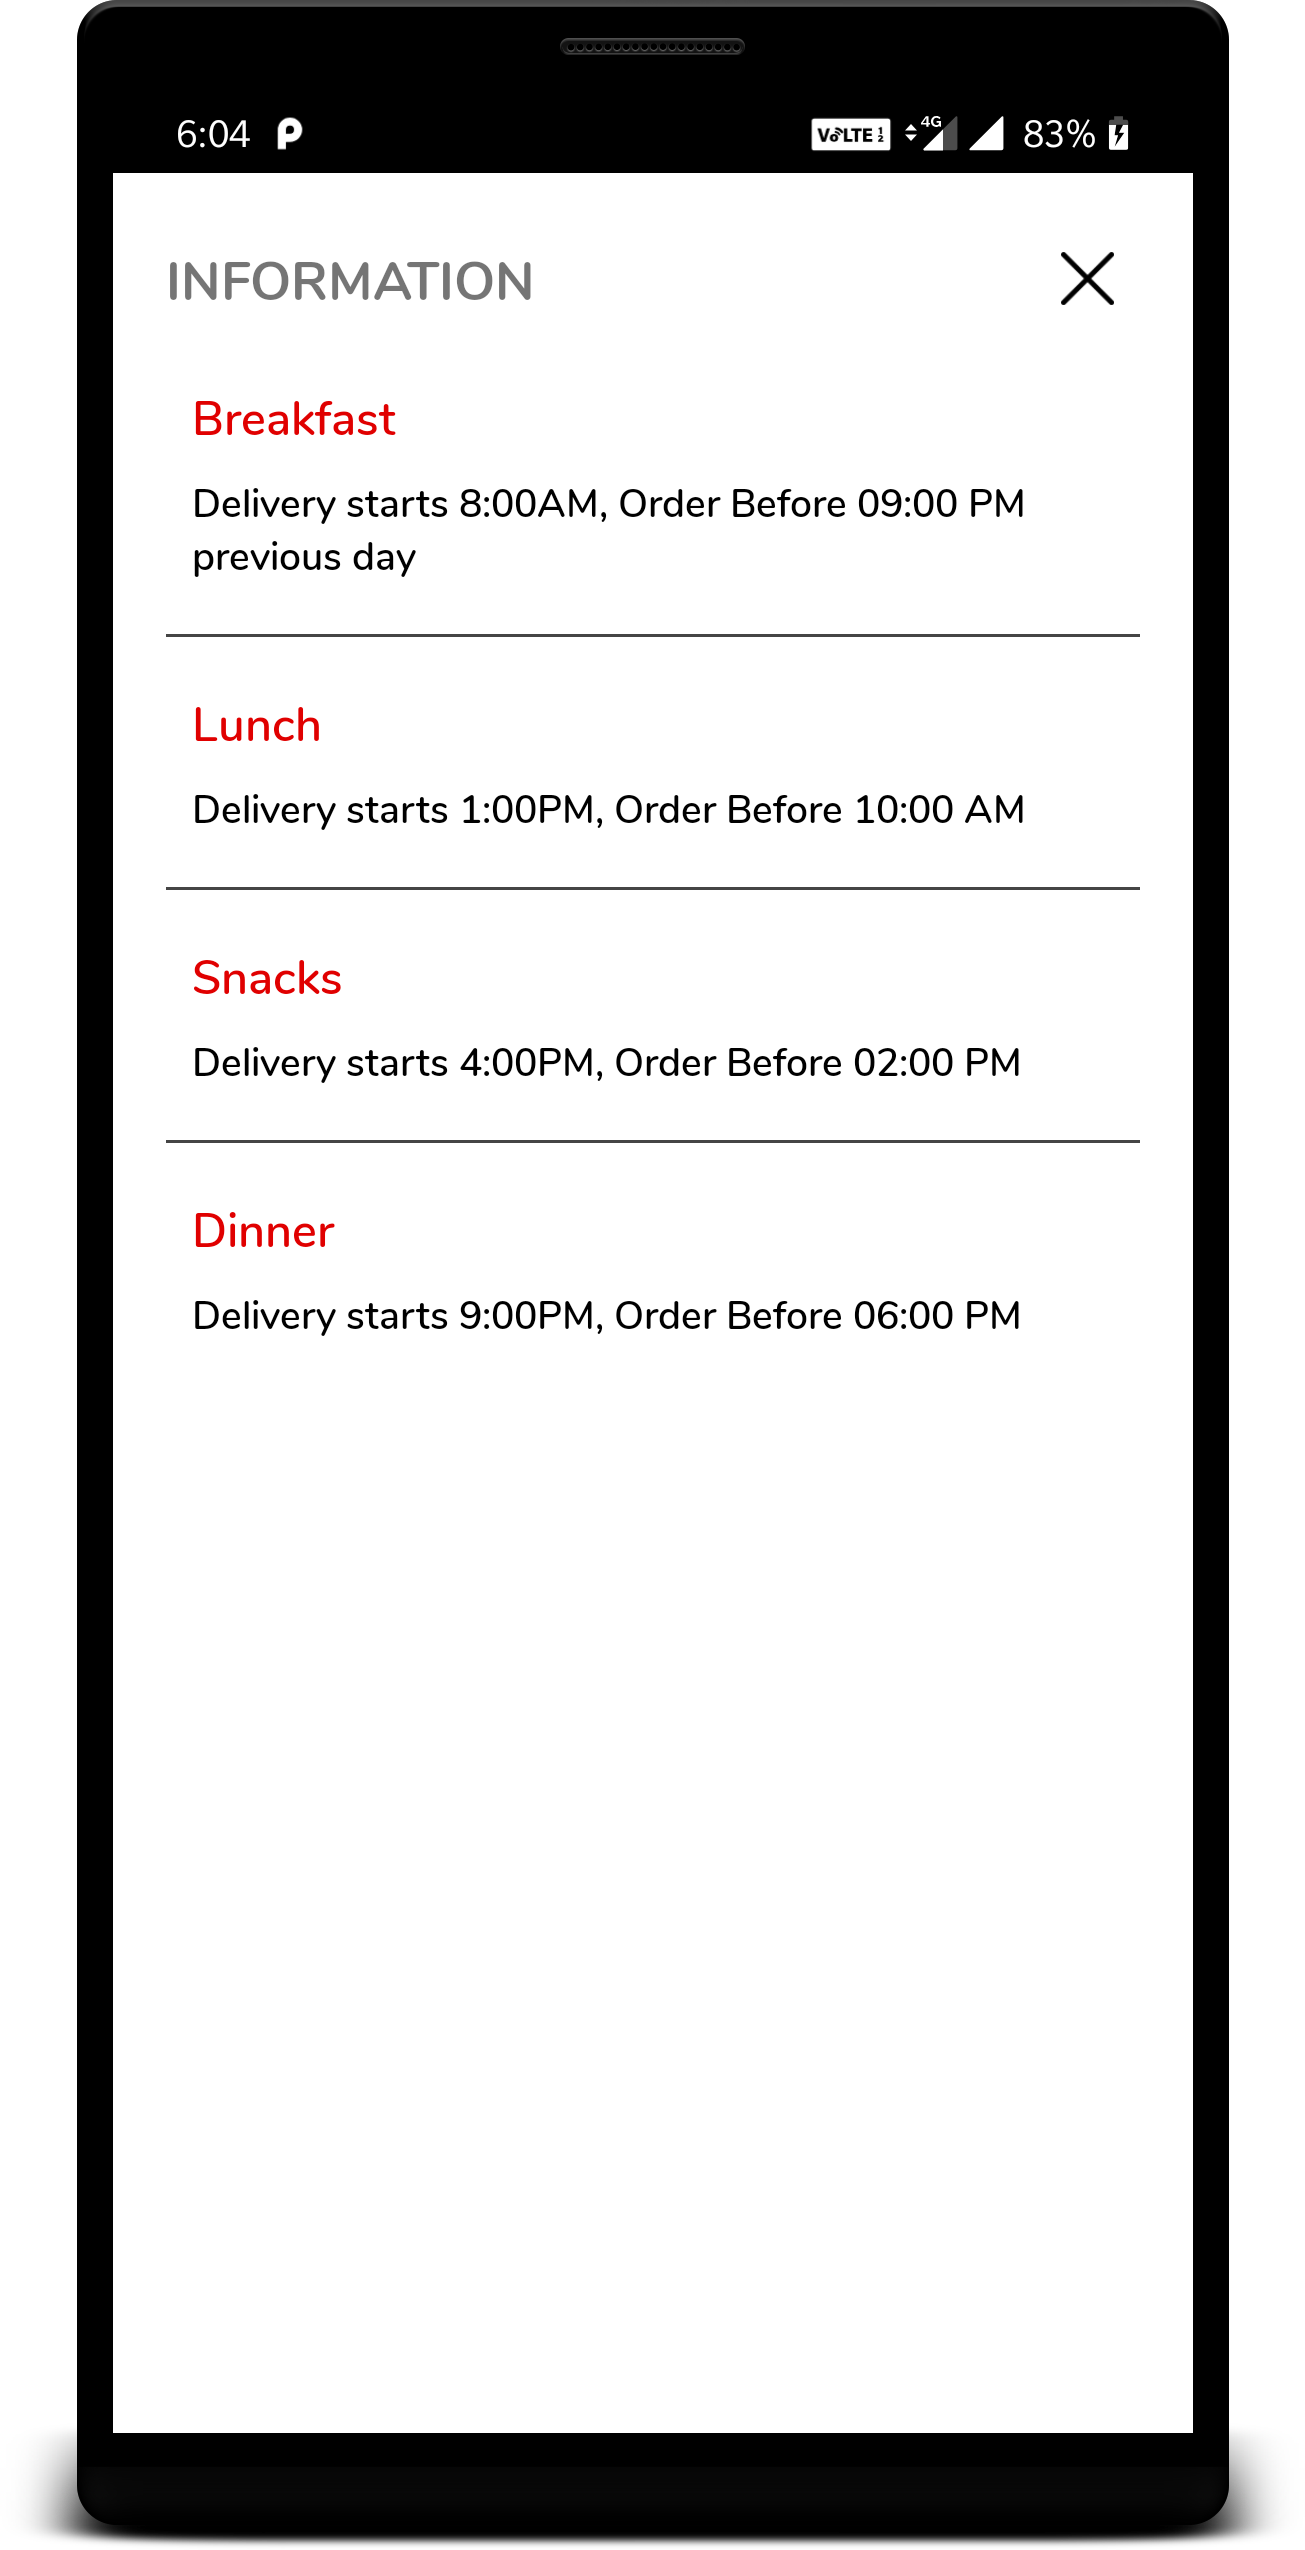 6:04 P VoLTE 1 2 4G 83%
INFORMATION
Breakfast
Delivery starts 8:00AM, Order Before 09:00 PM
previous day
Lunch
Delivery starts 1:00PM, Order Before 10:00 AM
Snacks
Delivery starts 4:00PM, Order Before 02:00 PM
Dinner
Delivery starts 9:00PM, Order Before 06:00 PM